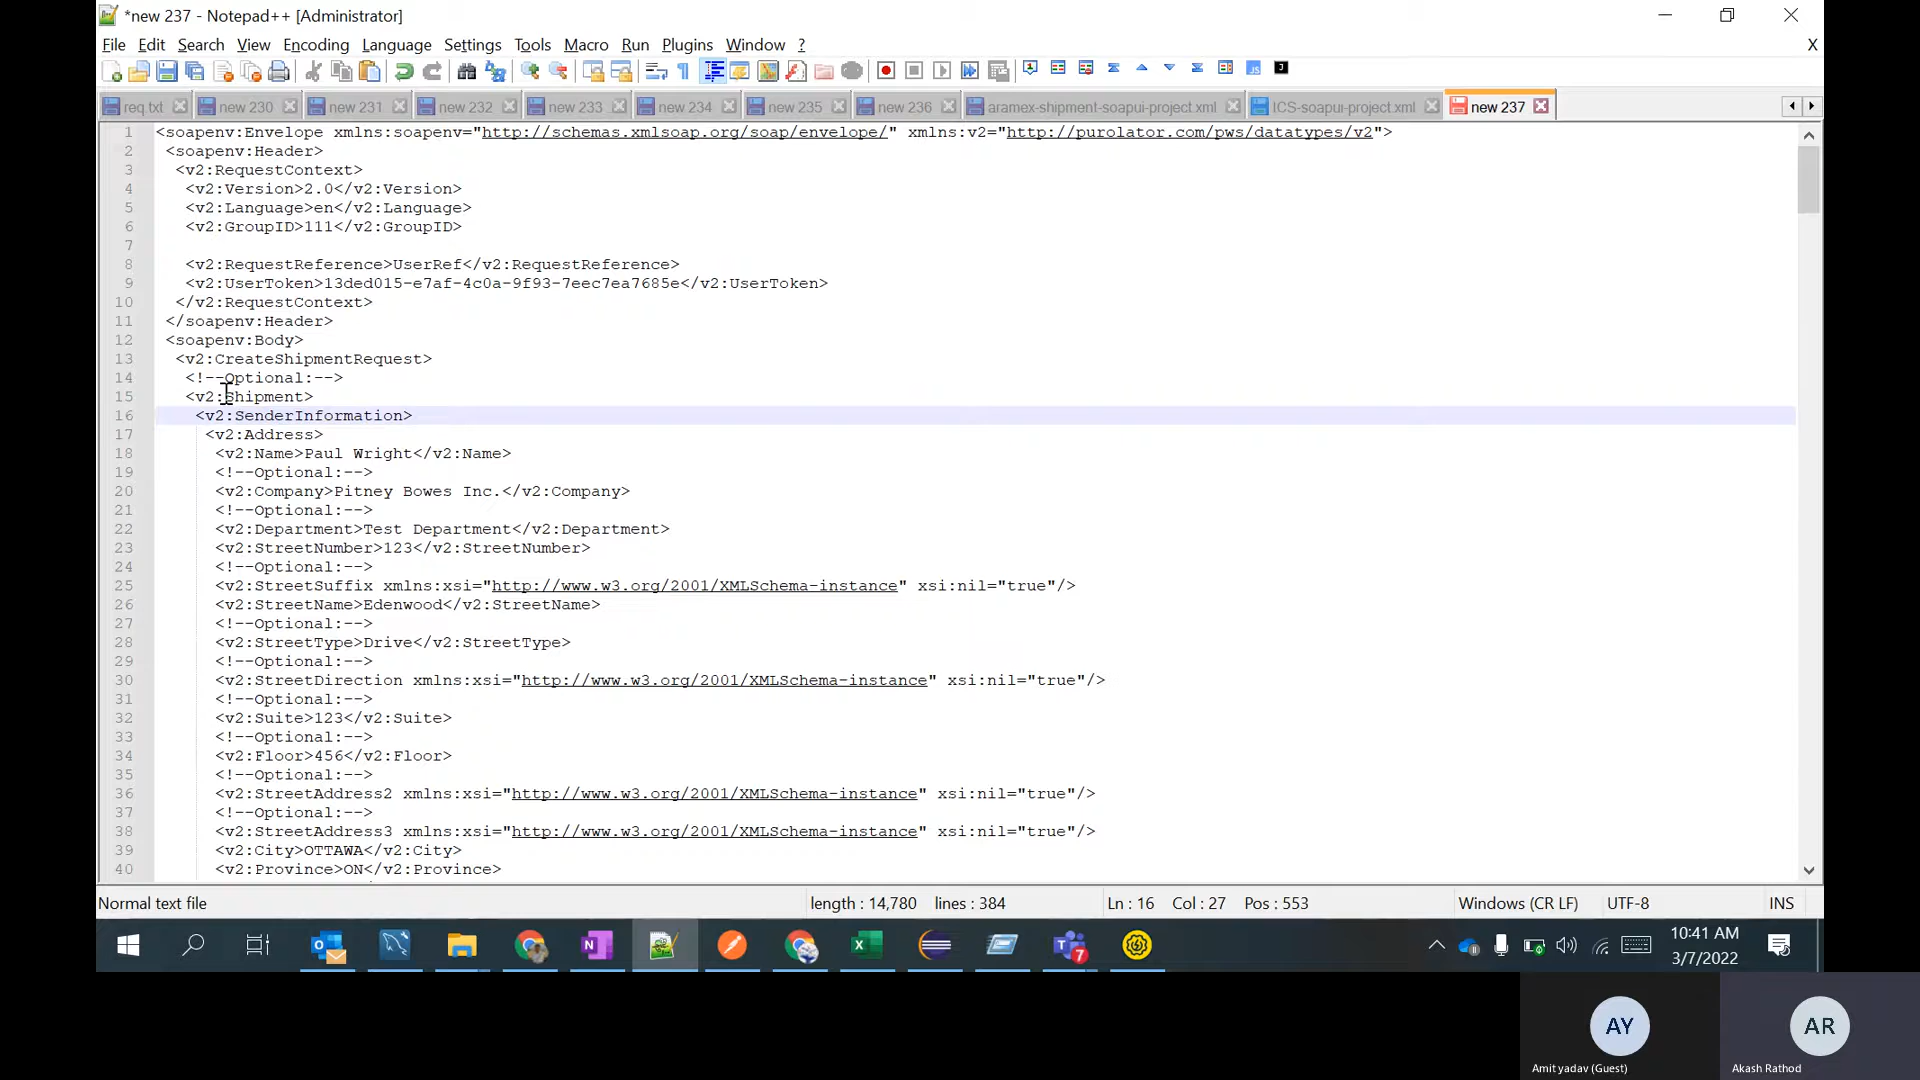 *new 237 - Notepad++ [Administrator]
File Edit Search View Encoding Language Settings Tools Macro Run Plugins Window ? X
req.txt new 230 new 231 new 232 new 233 new 234 new 235 new 236 aramex-shipment-soapui-project.xml ICS-soapui-project.xml new 237
1 <soapenv:Envelope xmlns:soapenv="http://schemas.xmlsoap.org/soap/envelope/" xmlns:v2="http://purolator.com/pws/datatypes/v2">
2 <soapenv:Header>
3 <v2:RequestContext>
4 <v2:Version>2.0</v2:Version>
5 <v2:Language>en</v2:Language>
6 <v2:GroupID>111</v2:GroupID>
7
8 <v2:RequestReference>UserRef</v2:RequestReference>
9 <v2:UserToken>13ded015-e7af-4c0a-9f93-7eec7ea7685e</v2:UserToken>
10 </v2:RequestContext>
11 </soapenv:Header>
12 <soapenv:Body>
13 <v2:CreateShipmentRequest>
14 <!--Optional:-->
15 <v2:Shipment>
16 <v2:SenderInformation>
17 <v2:Address>
18 <v2:Name>Paul Wright</v2:Name>
19 <!--Optional:-->
20 <v2:Company>Pitney Bowes Inc.</v2:Company>
21 <!--Optional:-->
22 <v2:Department>Test Department</v2:Department>
23 <v2:StreetNumber>123</v2:StreetNumber>
24 <!--Optional:-->
25 <v2:StreetSuffix xmlns:xsi="http://www.w3.org/2001/XMLSchema-instance" xsi:nil="true"/>
26 <v2:StreetName>Edenwood</v2:StreetName>
27 <!--Optional:-->
28 <v2:StreetType>Drive</v2:StreetType>
29 <!--Optional:-->
30 <v2:StreetDirection xmlns:xsi="http://www.w3.org/2001/XMLSchema-instance" xsi:nil="true"/>
31 <!--Optional:-->
32 <v2:Suite>123</v2:Suite>
33 <!--Optional:-->
34 <v2:Floor>456</v2:Floor>
35 <!--Optional:-->
36 <v2:StreetAddress2 xmlns:xsi="http://www.w3.org/2001/XMLSchema-instance" xsi:nil="true"/>
37 <!--Optional:-->
38 <v2:StreetAddress3 xmlns:xsi="http://www.w3.org/2001/XMLSchema-instance" xsi:nil="true"/>
39 <v2:City>OTTAWA</v2:City>
40 <v2:Province>ON</v2:Province>
Normal text file length : 14,780 lines : 384 Ln : 16 Col : 27 Pos : 553 Windows (CR LF) UTF-8 INS
10:41 AM
3/7/2022
7
AY AR
Amit yadav (Guest) Akash Rathod